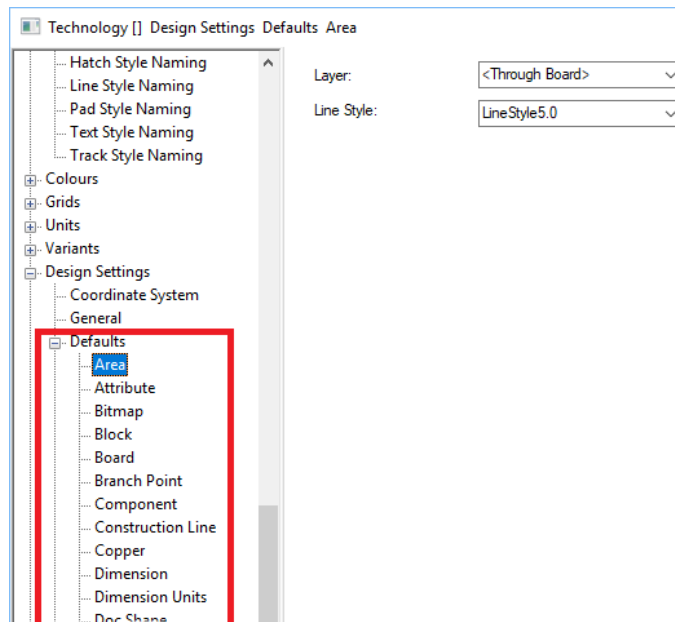 Technology [] Design Settings Defaults Area
Hatch Style Naming
Line Style Naming
Pad Style Naming
Text Style Naming
Track Style Naming
Colours
Grids
Units
Variants
Design Settings
Coordinate System
General
Defaults
Area
Attribute
Bitmap
Block
Board
Branch Point
Component
Construction Line
Copper
Dimension
Dimension Units
Doc Shape
Layer: <Through Board>
Line Style: LineStyle5.0